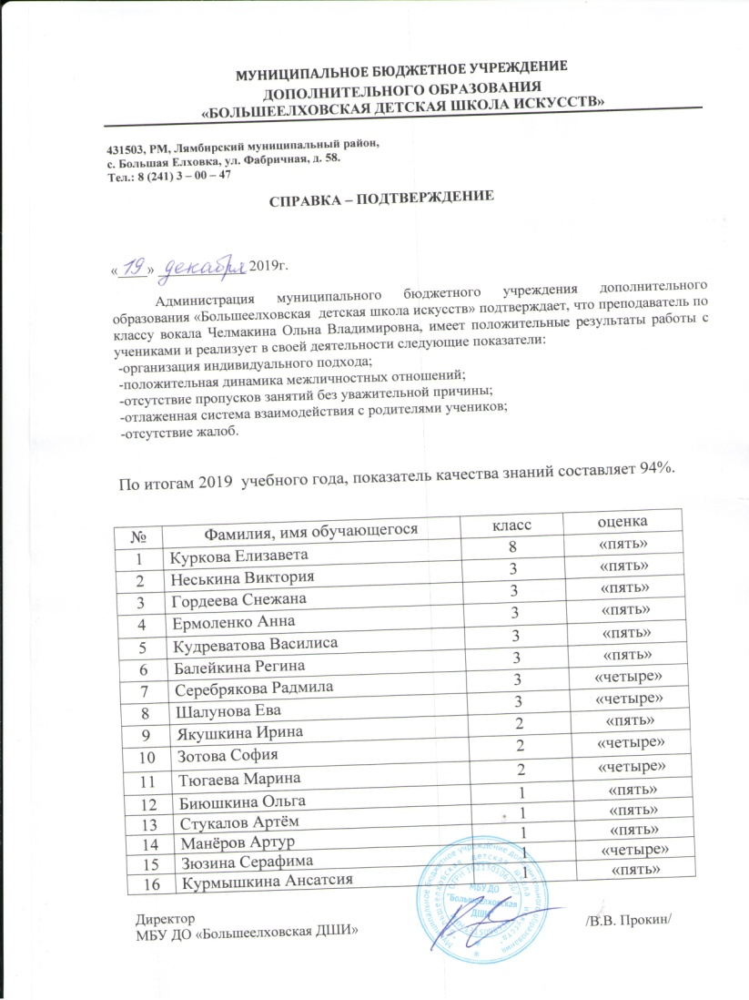 МУНИЦИПАЛЬНОЕ БЮДЖЕТНОЕ УЧРЕЖДЕНИЕ
ДОПОЛНИТЕЛЬНОГО ОБРАЗОВАНИЯ
«БОЛЬШЕЕЛХОВСКАЯ ДЕТСКАЯ ШКОЛА ИСКУССТВ»
431503, РМ, Лямбирский муниципальный район,
с. Большая Елховка, ул. Фабричная, д. 58.
Тел.: 8 (241) 3 – 00 – 47
СПРАВКА – ПОДТВЕРЖДЕНИЕ
«19» декабря 2019г.
Администрация муниципального бюджетного учреждения дополнительного
образования «Большеелховская детская школа искусств» подтверждает, что преподаватель по
классу вокала Челмакина Ольна Владимировна, имеет положительные результаты работы с
учениками и реализует в своей деятельности следующие показатели:
-организация индивидуального подхода;
-положительная динамика межличностных отношений;
-отсутствие пропусков занятий без уважительной причины;
-отлаженная система взаимодействия с родителями учеников;
-отсутствие жалоб.
По итогам 2019 учебного года, показатель качества знаний составляет 94%.
№ Фамилия, имя обучающегося класс оценка
1 Куркова Елизавета 8 «пять»
2 Неськина Виктория 3 «пять»
3 Гордеева Снежана 3 «пять»
4 Ермоленко Анна 3 «пять»
5 Кудреватова Василиса 3 «пять»
6 Балейкина Регина 3 «пять»
7 Серебрякова Радмила 3 «четыре»
8 Шалунова Ева 3 «четыре»
9 Якушкина Ирина 2 «пять»
10 Зотова София 2 «четыре»
11 Тюгаева Марина 2 «четыре»
12 Биюшкина Ольга 1 «пять»
13 Стукалов Артём 1 «пять»
14 Манёров Артур 1 «пять»
15 Зюзина Серафима 1 «четыре»
16 Курмышкина Ансатсия 1 «пять»
МБУ ДО
"Большеелховская
ДШИ"
Директор
МБУ ДО «Большеелховская ДШИ» /В.В. Прокин/